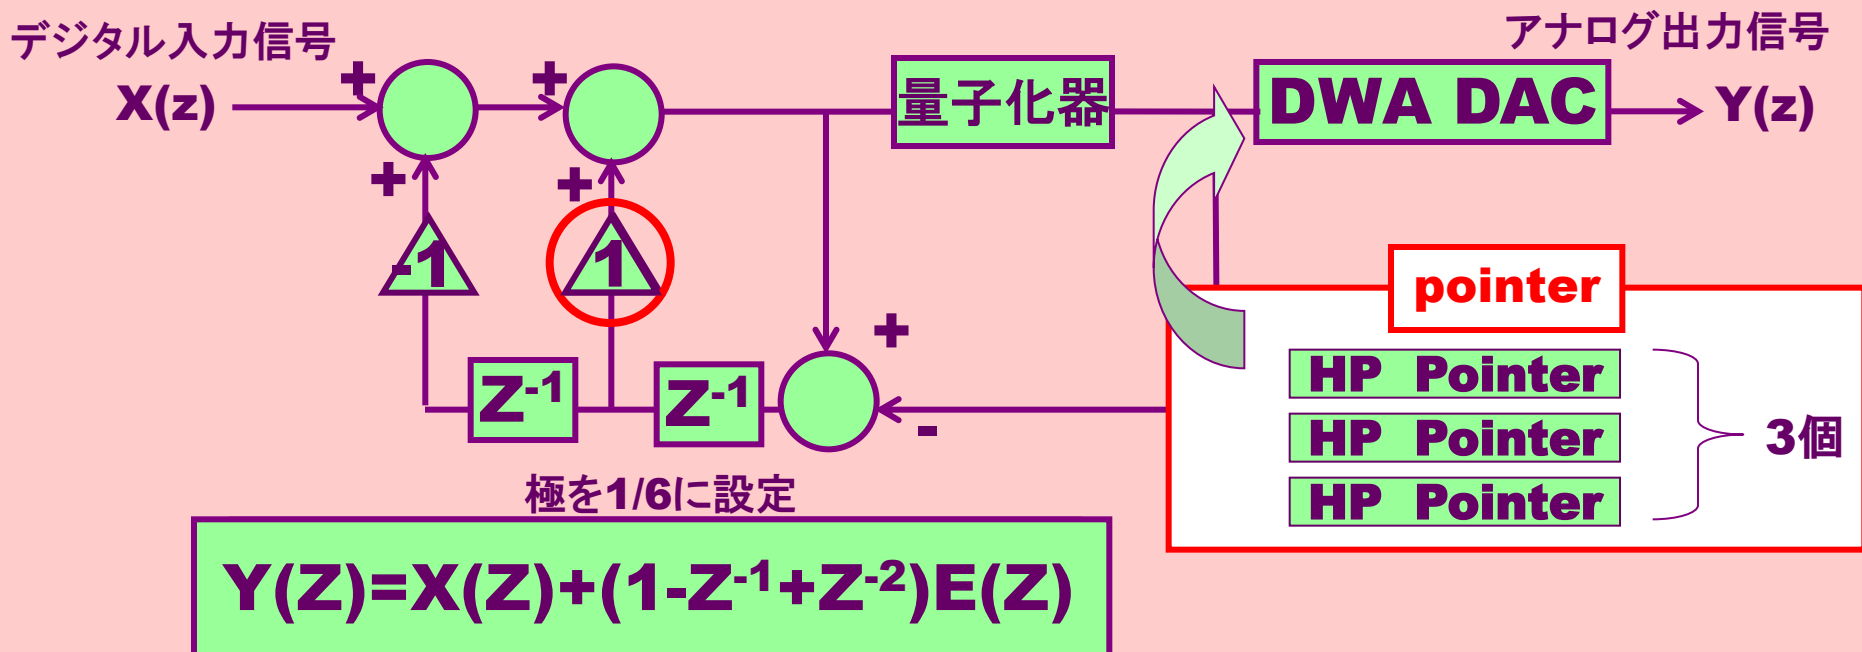 デジタル入力信号
アナログ出力信号
X(z)
+
+
量子化器
DWA DAC
Y(z)
+
+
-1
1
pointer
+
-
Z-1
Z-1
HP Pointer
HP Pointer
HP Pointer
3個
極を1/6に設定
Y(Z)=X(Z)+(1-Z-1+Z-2)E(Z)